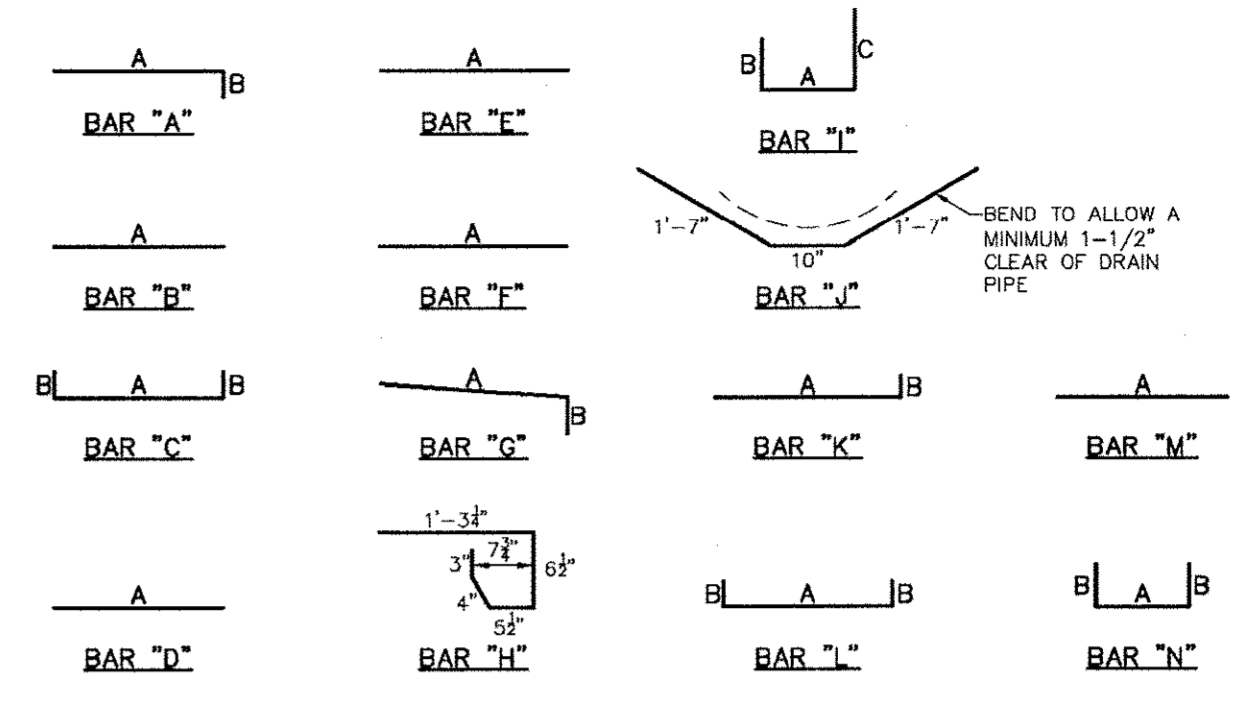 A
B
BAR "A"
A
BAR "E"
B
A
C
BAR "I"
A
BAR "B"
A
BAR "F"
1'-7"
10"
1'-7"
BAR "J"
BEND TO ALLOW A
MINIMUM 1-1/2"
CLEAR OF DRAIN
PIPE
B
A
B
BAR "C"
A
B
BAR "G"
A
B
BAR "K"
A
BAR "M"
A
BAR "D"
1'-3¼"
3"
7¾"
6½"
4"
5½"
BAR "H"
B
A
B
BAR "L"
B
A
B
BAR "N"